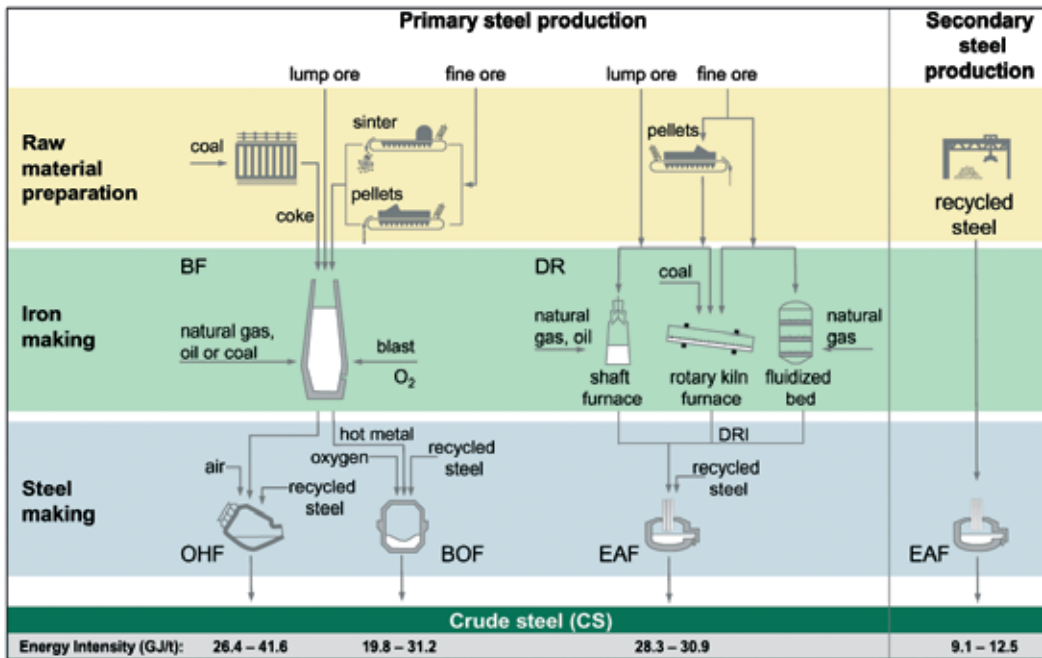 Primary steel production
Secondary
steel
production
lump ore
fine ore
lump ore
fine ore
Raw
material
preparation
coal
sinter
pellets
coke
pellets
recycled
steel
Iron
making
BF
natural gas,
oil or coal
blast
O₂
DR
coal
natural
gas, oil
natural
gas
shaft
furnace
rotary kiln
furnace
fluidized
bed
Steel
making
hot metal
oxygen
recycled
steel
air
recycled
steel
DRI
recycled
steel
OHF
BOF
EAF
EAF
Crude steel (CS)
Energy Intensity (GJ/t): 26.4 – 41.6 19.8 – 31.2 28.3 – 30.9 9.1 – 12.5